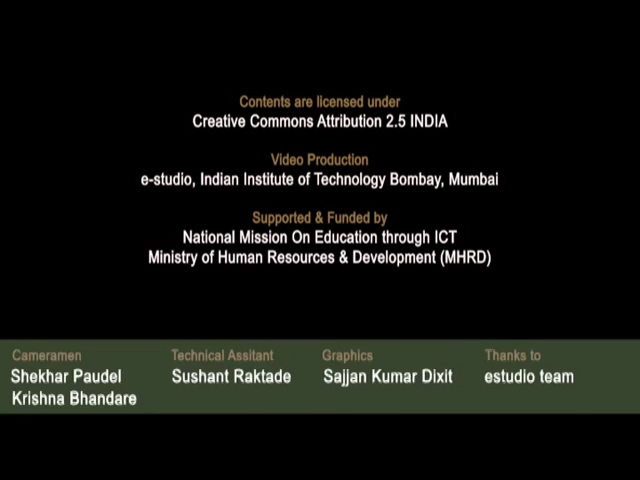 Contents are licensed under
Creative Commons Attribution 2.5 INDIA
Video Production
e-studio, Indian Institute of Technology Bombay, Mumbai
Supported & Funded by
National Mission On Education through ICT
Ministry of Human Resources & Development (MHRD)
Cameramen
Shekhar Paudel
Krishna Bhandare
Technical Assitant
Sushant Raktade
Graphics
Sajjan Kumar Dixit
Thanks to
estudio team